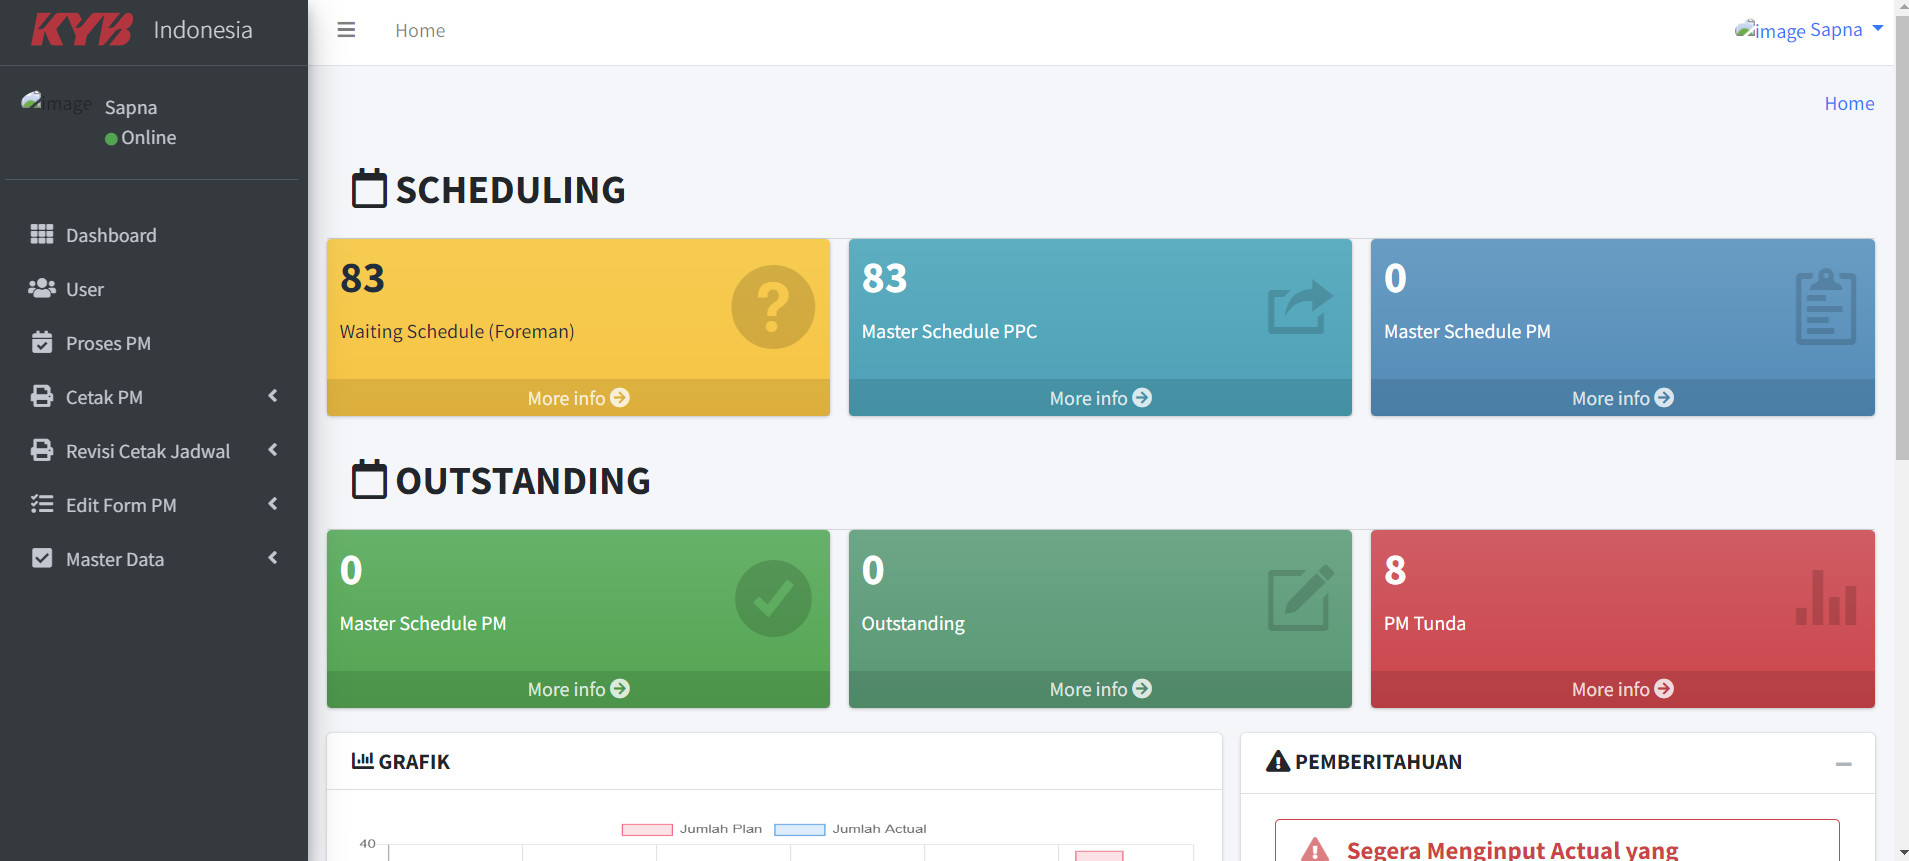 KYB Indonesia
Home
image Sapna
image
Sapna
Online
Home
Dashboard
User
Proses PM
Cetak PM
Revisi Cetak Jadwal
Edit Form PM
Master Data
SCHEDULING
83
Waiting Schedule (Foreman)
More info
83
Master Schedule PPC
More info
0
Master Schedule PM
More info
OUTSTANDING
0
Master Schedule PM
More info
0
Outstanding
More info
8
PM Tunda
More info
GRAFIK
Jumlah Plan
Jumlah Actual
40
PEMBERITAHUAN
Segera Menginput Actual yang